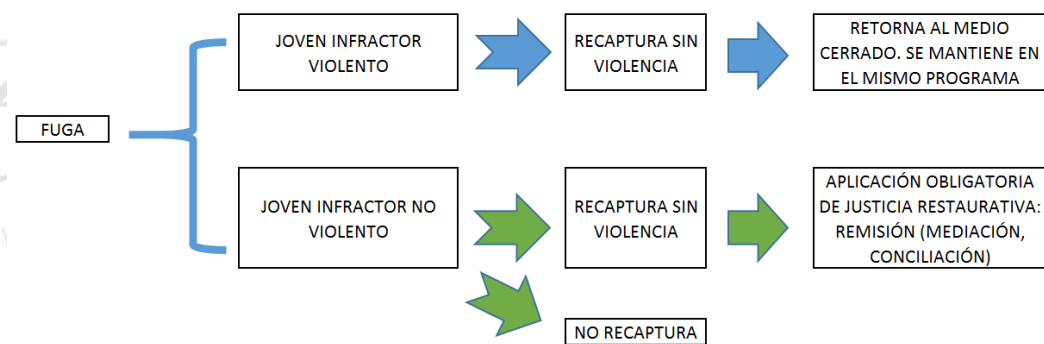 FUGA
JOVEN INFRACTOR
VIOLENTO
RECAPTURA SIN
VIOLENCIA
RETORNA AL MEDIO
CERRADO. SE MANTIENE EN
EL MISMO PROGRAMA
JOVEN INFRACTOR NO
VIOLENTO
RECAPTURA SIN
VIOLENCIA
APLICACIÓN OBLIGATORIA
DE JUSTICIA RESTAURATIVA:
REMISIÓN (MEDIACIÓN,
CONCILIACIÓN)
NO RECAPTURA